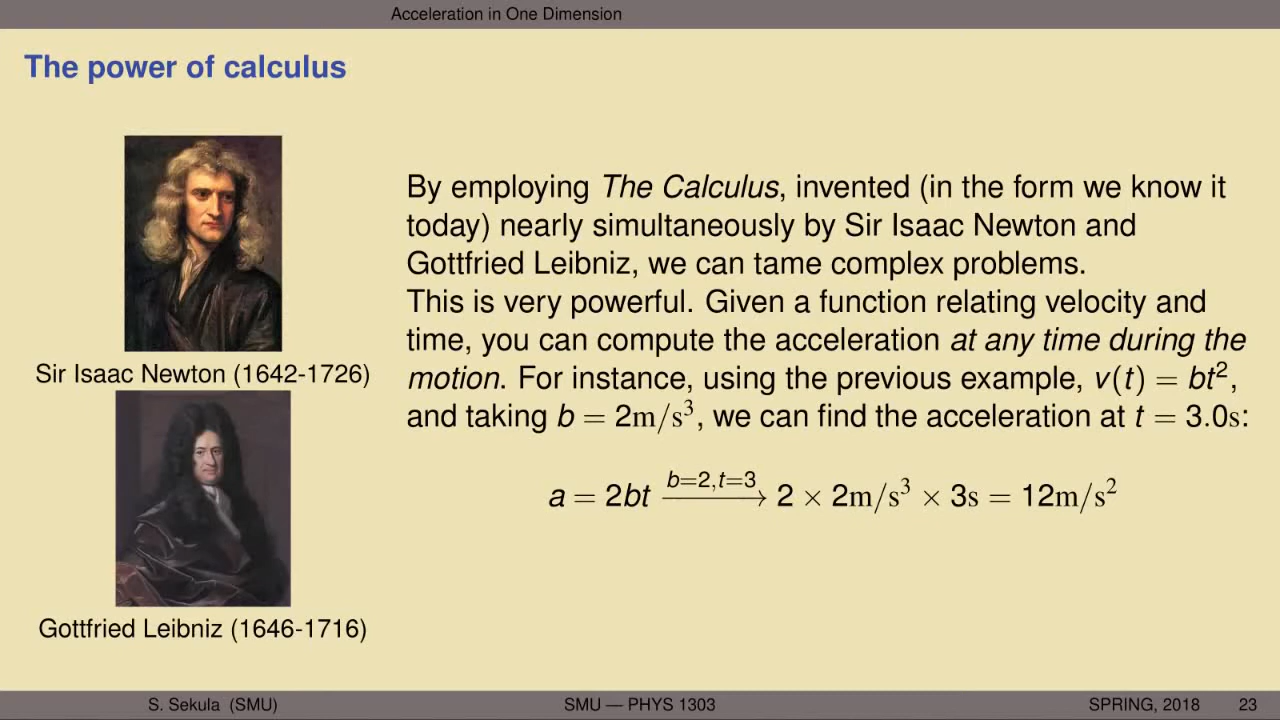 Acceleration in One Dimension
The power of calculus
Sir Isaac Newton (1642-1726)
Gottfried Leibniz (1646-1716)
By employing The Calculus, invented (in the form we know it
today) nearly simultaneously by Sir Isaac Newton and
Gottfried Leibniz, we can tame complex problems.
This is very powerful. Given a function relating velocity and
time, you can compute the acceleration at any time during the
motion. For instance, using the previous example, v(t) = bt²,
and taking b = 2m/s³, we can find the acceleration at t = 3.0s:
a = 2bt \xrightarrow{b=2,t=3} 2 × 2m/s³ × 3s = 12m/s²
S. Sekula (SMU) SMU — PHYS 1303 SPRING, 2018 23